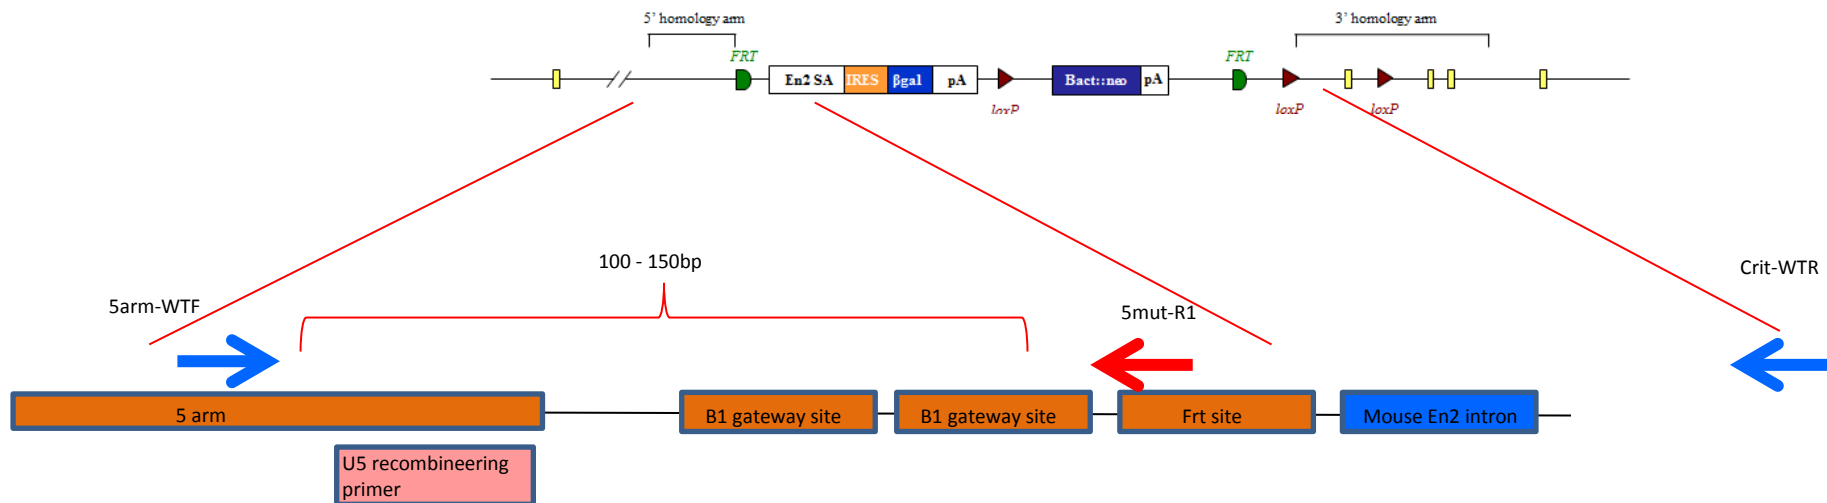 5' homology arm
3' homology arm
FRT
FRT
En2 SA
IRES
βgal
pA
Bact::neo
pA
loxP
loxP
loxP
100 - 150bp
Crit-WTR
5arm-WTF
5mut-R1
5 arm
B1 gateway site
B1 gateway site
Frt site
Mouse En2 intron
U5 recombineering
primer